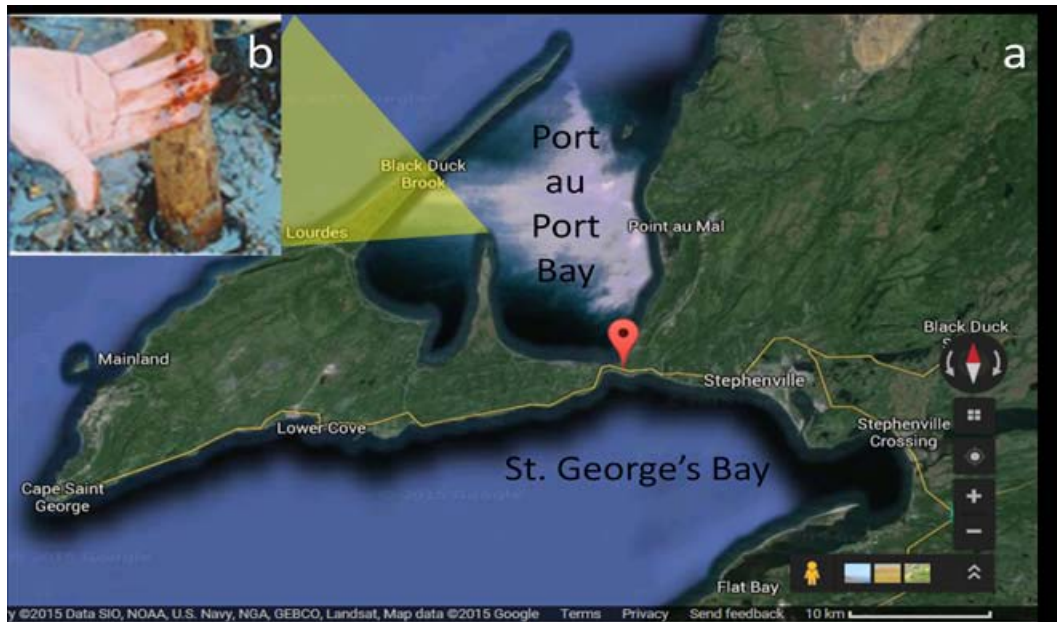 b
a
Port
au
Port
Bay
Black Duck
Brook
Lourdes
Point au Mal
Black Duck
Mainland
Stephenville
Lower Cove
Stephenville
Crossing
St. George's Bay
Cape Saint
George
Flat Bay
©2015 Data SIO, NOAA, U.S. Navy, NGA, GEBCO, Landsat, Map data ©2015 Google Terms Privacy Send feedback 10 km